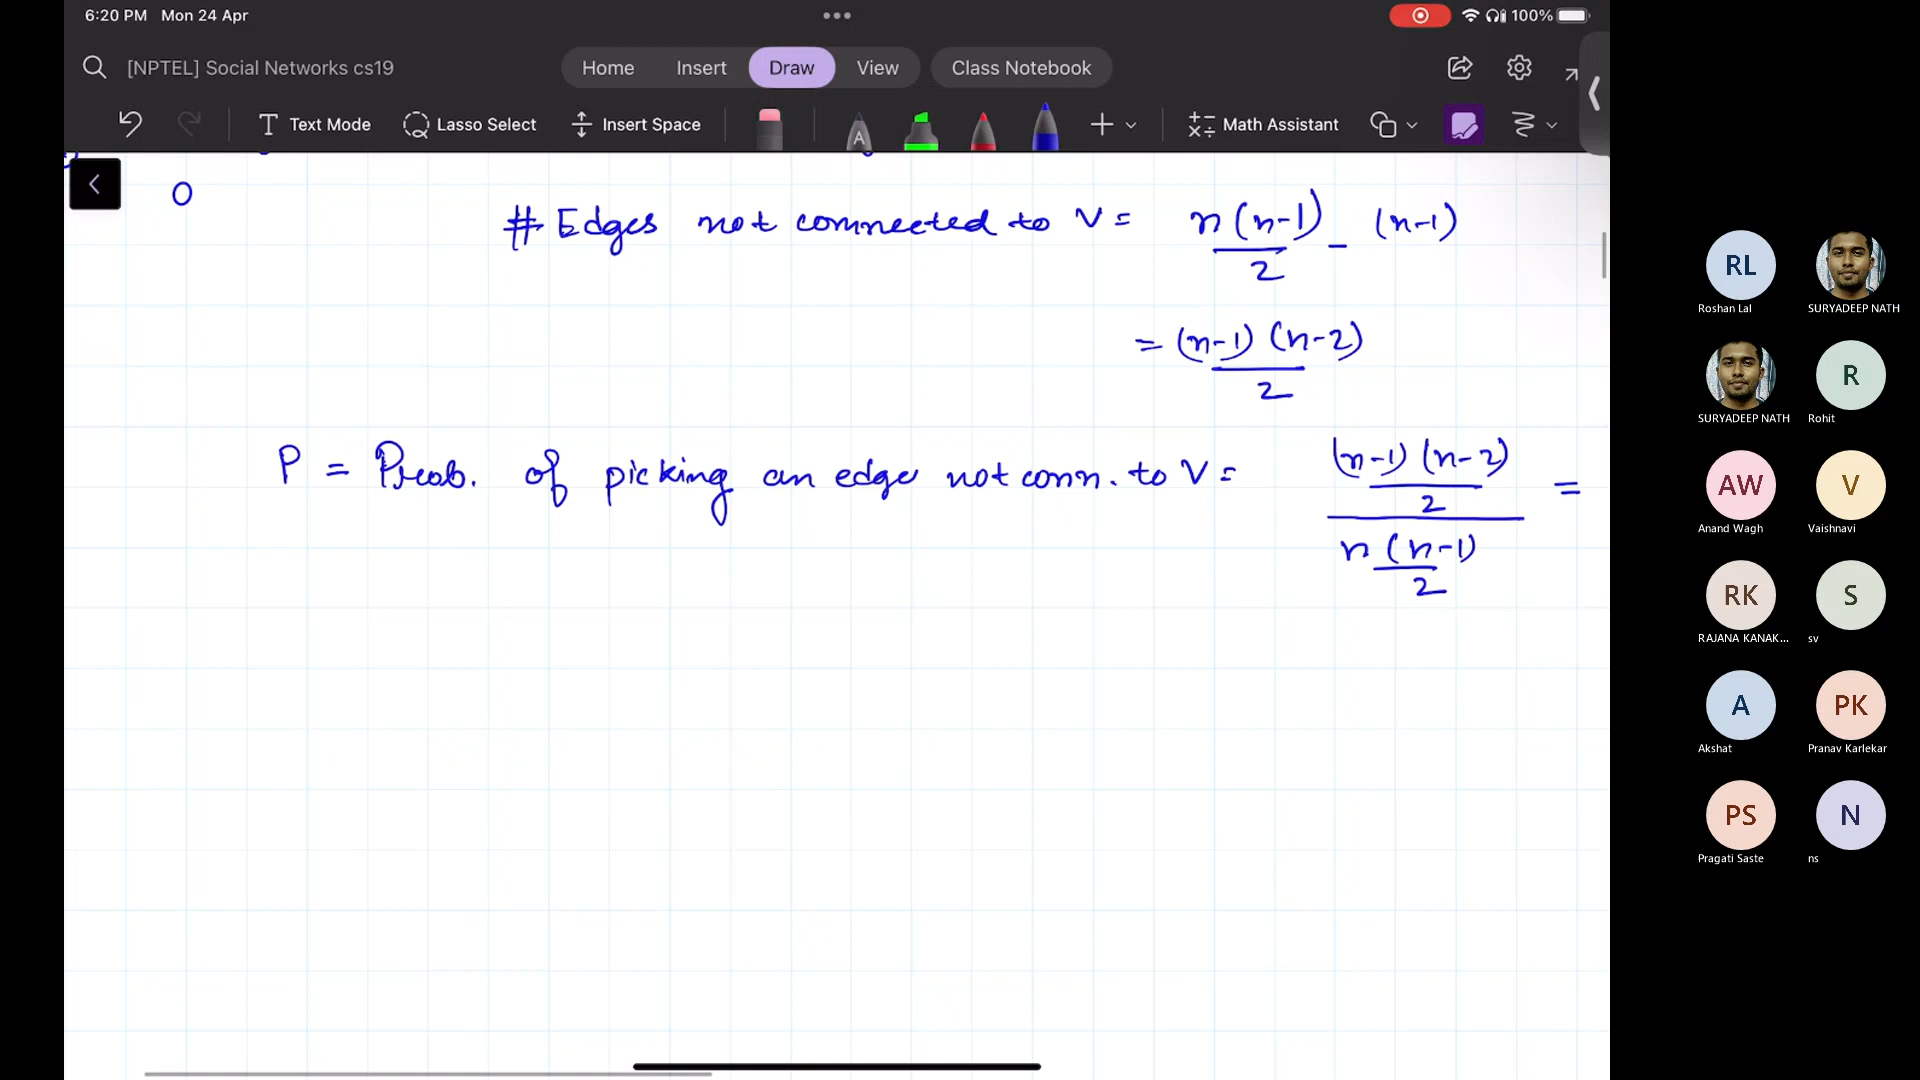 6:20 PM Mon 24 Apr
100%
[NPTEL] Social Networks cs19
Home Insert Draw View Class Notebook
Text Mode Lasso Select Insert Space A Math Assistant
0
# Edges not connected to V = n(n-1)/2 - (n-1)
= (n-1)(n-2)/2
P = Prob. of picking an edge not conn. to V = ((n-1)(n-2)/2)/(n(n-1)/2) =
RL
Roshan Lal
SURYADEEP NATH
SURYADEEP NATH
R
Rohit
AW
Anand Wagh
V
Vaishnavi
RK
RAJANA KANAK...
S
sv
A
Akshat
PK
Pranav Karlekar
PS
Pragati Saste
N
ns